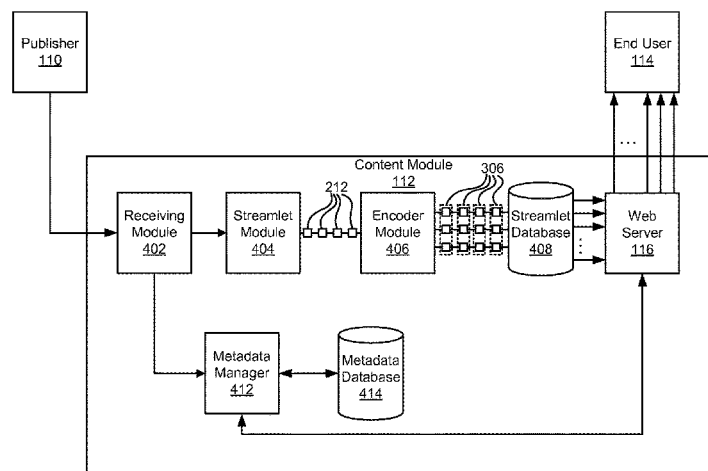 Publisher
110
End User
114
...
Content Module
112
212
306
Receiving
Module
402
Streamlet
Module
404
Encoder
Module
406
Streamlet
Database
408
Web
Server
116
Metadata
Manager
412
Metadata
Database
414